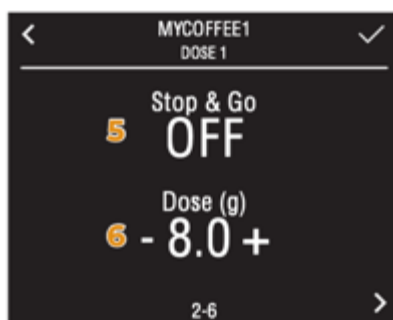 MYCOFFEE1
DOSE 1
Stop & Go
5 OFF
Dose (g)
6 - 8.0 +
2-6